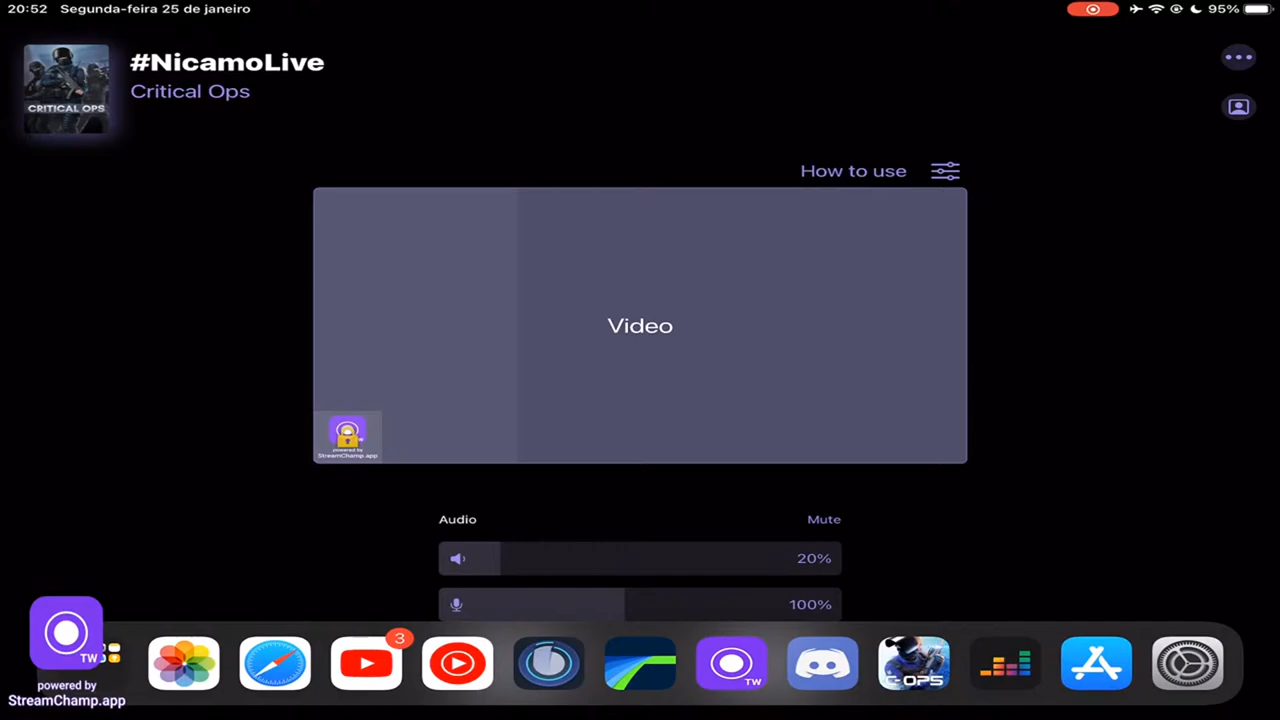 20:52 Segunda-feira 25 de janeiro
95%
#NicamoLive
Critical Ops
CRITICAL OPS
How to use
Video
powered by
StreamChamp.app
Audio
Mute
20%
100%
TW
powered by
StreamChamp.app
3
TW
C-OPS